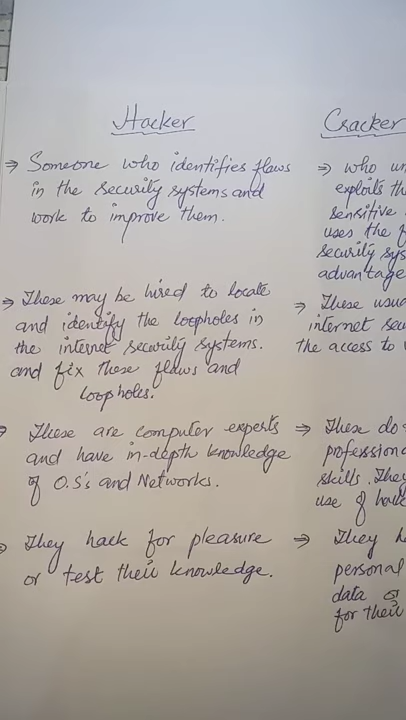 Hacker
⇒ Someone who identifies flaws
in the security systems and
work to improve them.
⇒ These may be hired to locate
and identify the loopholes in
the internet security systems.
and fix these flaws and
loopholes.
⇒ These are computer experts
and have in-depth knowledge
of O.S's and Networks.
⇒ They hack for pleasure
or test their knowledge.
Cracker
⇒ who
exploits
sensitive
uses the
security
advantage
⇒ These
internet
the access to
⇒ These do
skills. They
use of
⇒ They
personal
data or
for their